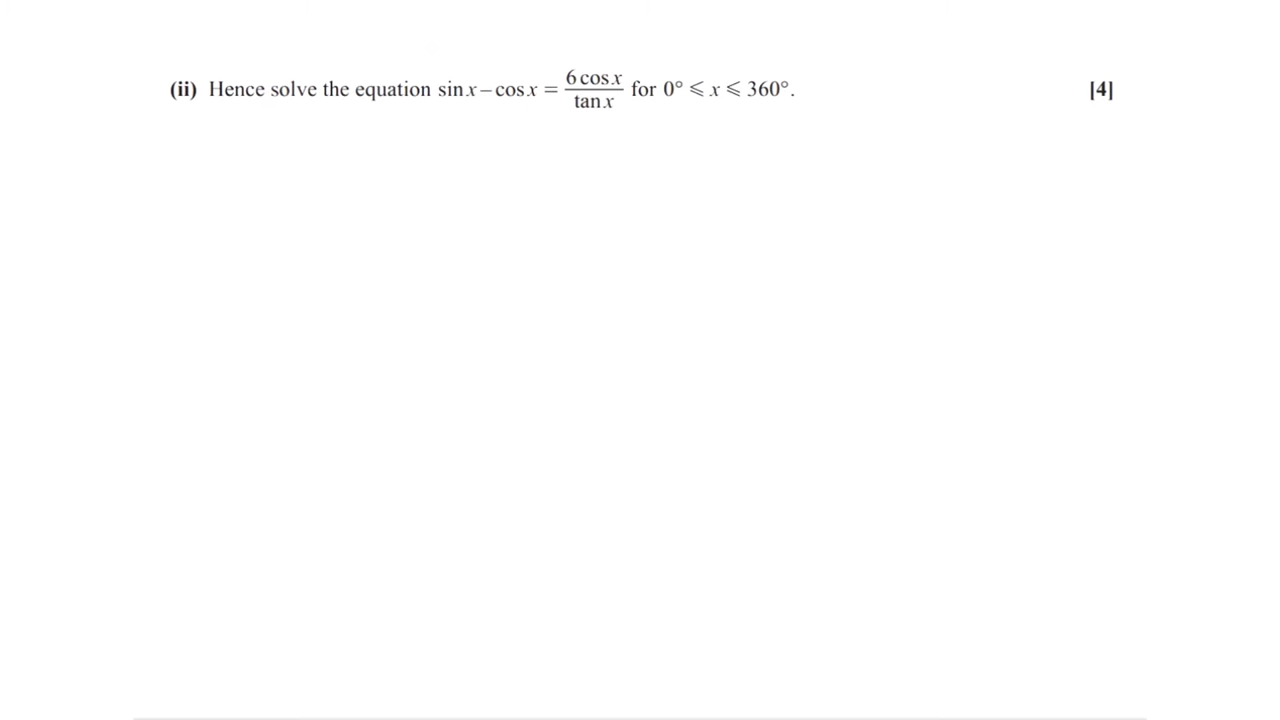 (ii) Hence solve the equation sin x − cos x = 6 cos x / tan x for 0° ⩽ x ⩽ 360°. [4]